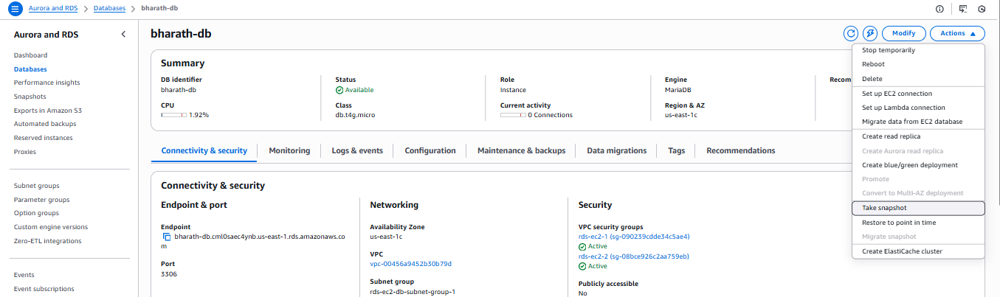 Aurora and RDS > Databases > bharath-db
Aurora and RDS
Dashboard
Databases
Performance insights
Snapshots
Exports in Amazon S3
Automated backups
Reserved instances
Proxies
Subnet groups
Parameter groups
Option groups
Custom engine versions
Zero-ETL integrations
Events
Event subscriptions
bharath-db
Modify
Actions
Summary
DB identifier
bharath-db
Status
Available
Role
Instance
Engine
MariaDB
Recom
CPU
1.92%
Class
db.t4g.micro
Current activity
0 Connections
Region & AZ
us-east-1c
Connectivity & security
Monitoring
Logs & events
Configuration
Maintenance & backups
Data migrations
Tags
Recommendations
Connectivity & security
Endpoint & port
Endpoint
bharath-db.cml0saec4ynb.us-east-1.rds.amazonaws.co
m
Port
3306
Networking
Availability Zone
us-east-1c
VPC
vpc-00456a9452b30b79d
Subnet group
rds-ec2-db-subnet-group-1
Security
VPC security groups
rds-ec2-1 (sg-090239cdde34c5ae4)
Active
rds-ec2-2 (sg-08bce926c2aa759eb)
Active
Publicly accessible
No
Stop temporarily
Reboot
Delete
Set up EC2 connection
Set up Lambda connection
Migrate data from EC2 database
Create read replica
Create Aurora read replica
Create blue/green deployment
Promote
Convert to Multi-AZ deployment
Take snapshot
Restore to point in time
Migrate snapshot
Create ElastiCache cluster